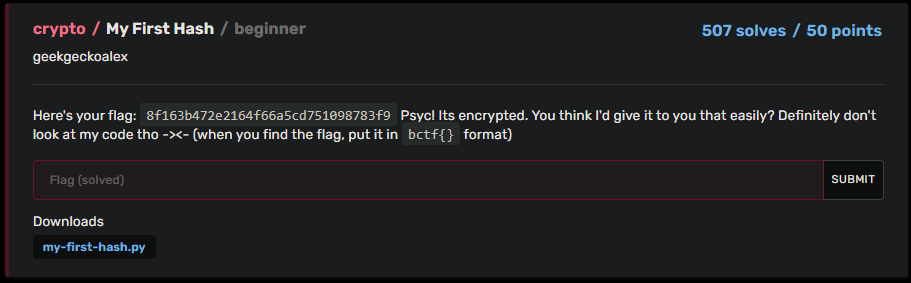 crypto / My First Hash / beginner
507 solves / 50 points
geekgeckoalex
Here's your flag: 8f163b472e2164f66a5cd751098783f9 Psyc! Its encrypted. You think I'd give it to you that easily? Definitely don't
look at my code tho -><- (when you find the flag, put it in bctf{} format)
Flag (solved)
SUBMIT
Downloads
my-first-hash.py